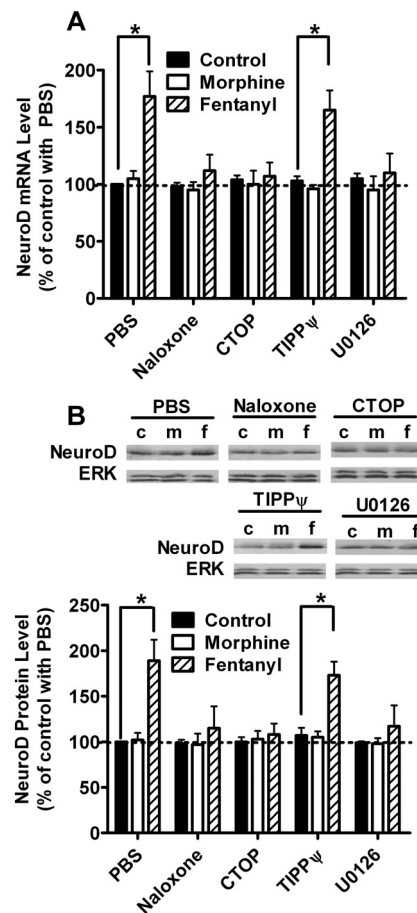 A
*
*
Control
Morphine
Fentanyl
NeuroD mRNA Level
(% of control with PBS)
200
150
100
50
0
PBS
Naloxone
CTOP
TIPPψ
U0126
B
PBS Naloxone CTOP
c m f c m f c m f
NeuroD
ERK
TIPPψ U0126
c m f c m f
NeuroD
ERK
*
*
Control
Morphine
Fentanyl
NeuroD Protein Level
(% of control with PBS)
250
200
150
100
50
0
PBS
Naloxone
CTOP
TIPPψ
U0126